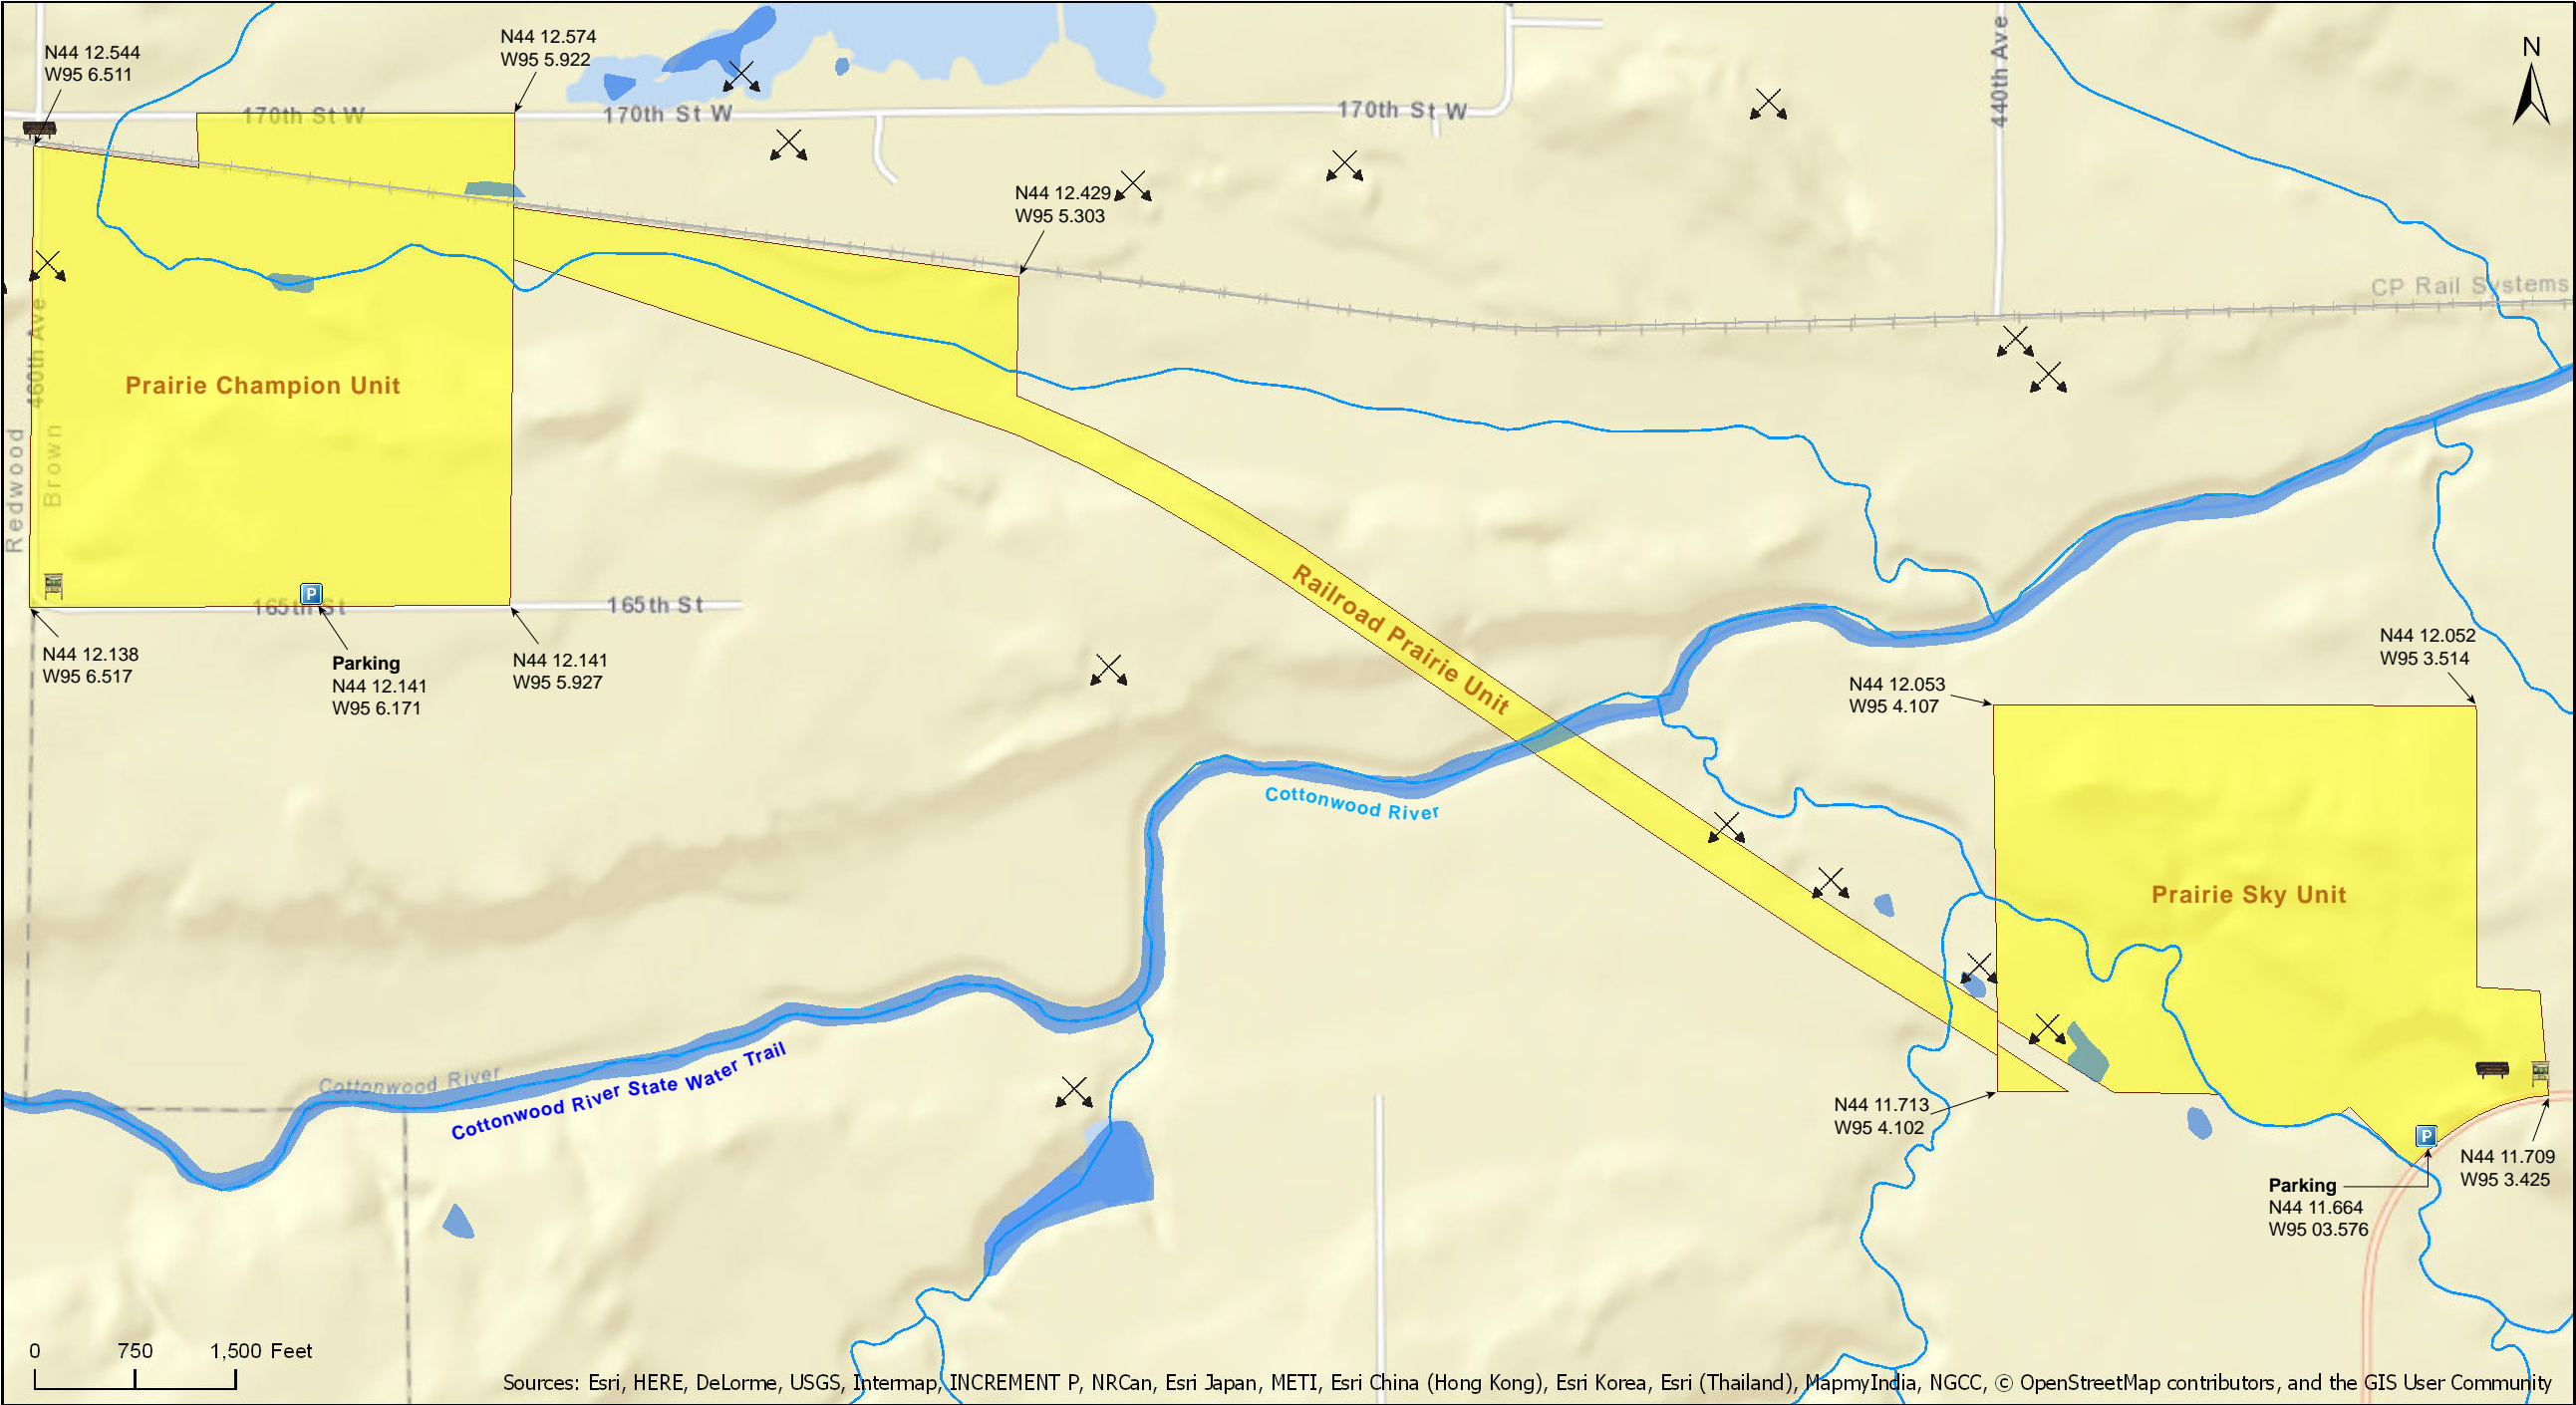 N44 12.544
W95 6.511
N44 12.574
W95 5.922
170th St W
170th St W
170th St W
440th Ave
N
N44 12.429
W95 5.303
CP Rail Systems
460th Ave
Prairie Champion Unit
Redwood
Brown
P
165th St
165th St
N44 12.138
W95 6.517
Parking
N44 12.141
W95 6.171
N44 12.141
W95 5.927
Railroad Prairie Unit
N44 12.052
W95 3.514
N44 12.053
W95 4.107
Cottonwood River
Prairie Sky Unit
Cottonwood River
Cottonwood River State Water Trail
N44 11.713
W95 4.102
P
N44 11.709
W95 3.425
Parking
N44 11.664
W95 03.576
0 750 1,500 Feet
Sources: Esri, HERE, DeLorme, USGS, Intermap, INCREMENT P, NRCan, Esri Japan, METI, Esri China (Hong Kong), Esri Korea, Esri (Thailand), MapmyIndia, NGCC, © OpenStreetMap contributors, and the GIS User Community